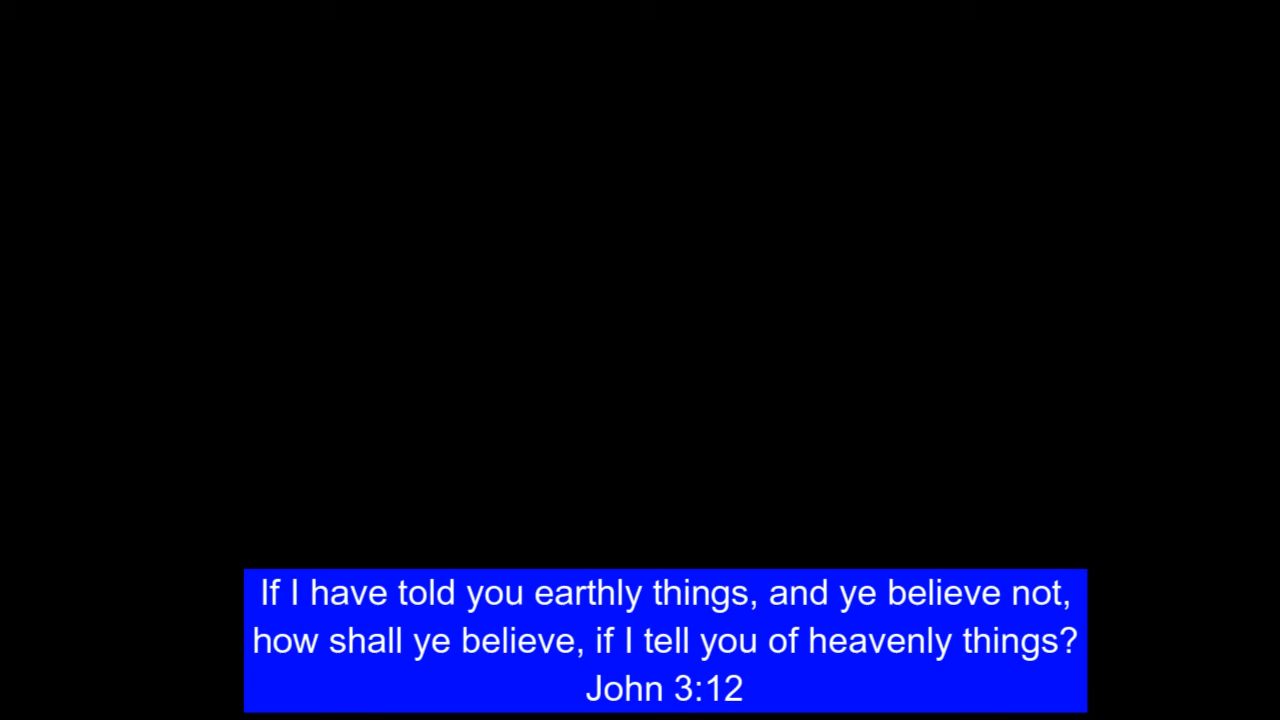 If I have told you earthly things, and ye believe not,
how shall ye believe, if I tell you of heavenly things?
John 3:12